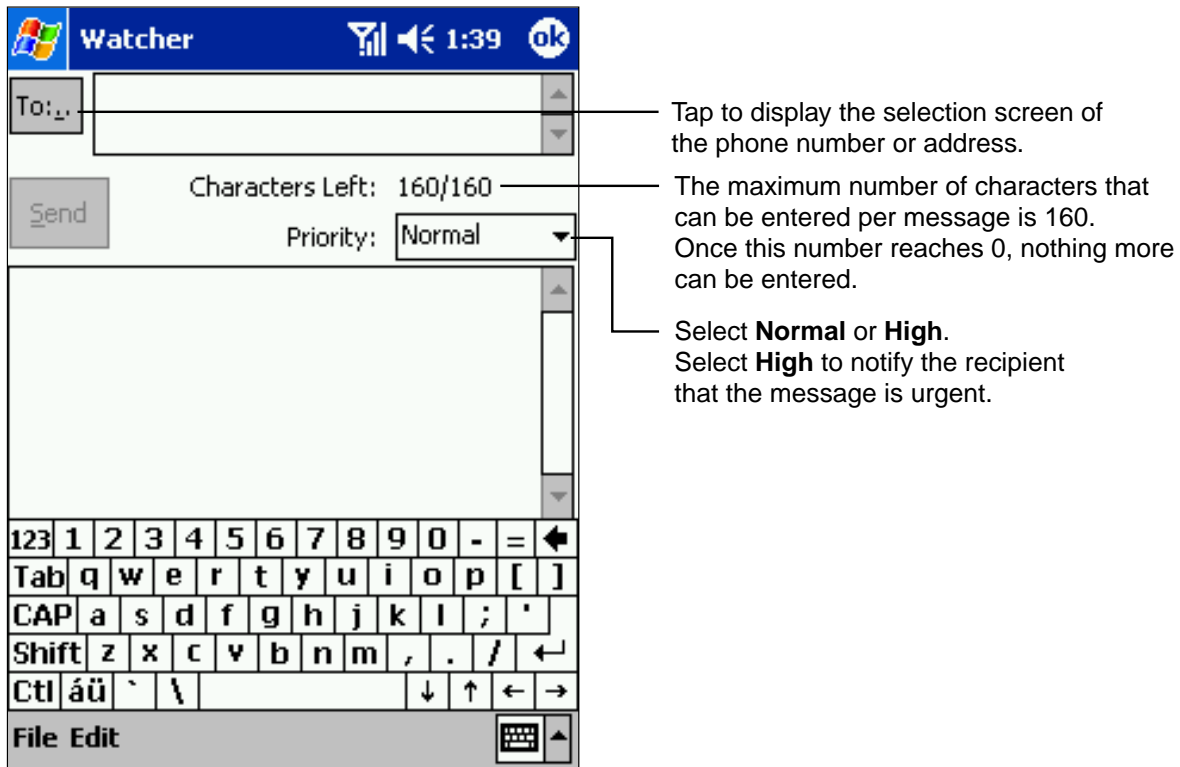 Watcher 1:39 ok
To:..
Tap to display the selection screen of
the phone number or address.
Send
Characters Left: 160/160
The maximum number of characters that
can be entered per message is 160.
Once this number reaches 0, nothing more
can be entered.
Priority: Normal
Select Normal or High.
Select High to notify the recipient
that the message is urgent.
123 1 2 3 4 5 6 7 8 9 0 - = 🡄
Tab q w e r t y u i o p [ ]
CAP a s d f g h j k l ; '
Shift z x c v b n m , . / ↵
Ctl áü ` \ ↓ ↑ ← →
File Edit